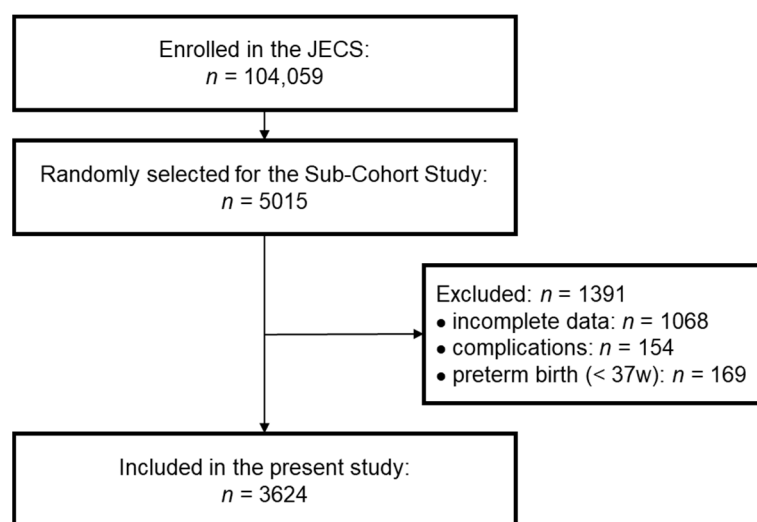 Enrolled in the JECS:
n = 104,059
Randomly selected for the Sub-Cohort Study:
n = 5015
Excluded: n = 1391
• incomplete data: n = 1068
• complications: n = 154
• preterm birth (< 37w): n = 169
Included in the present study:
n = 3624